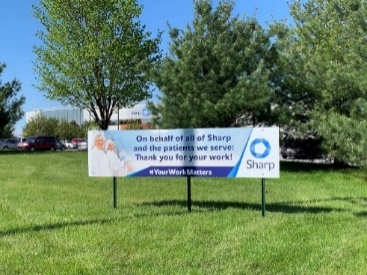 On behalf of all of Sharp
and the patients we serve:
Thank you for your work!
Sharp
#YourWorkMatters